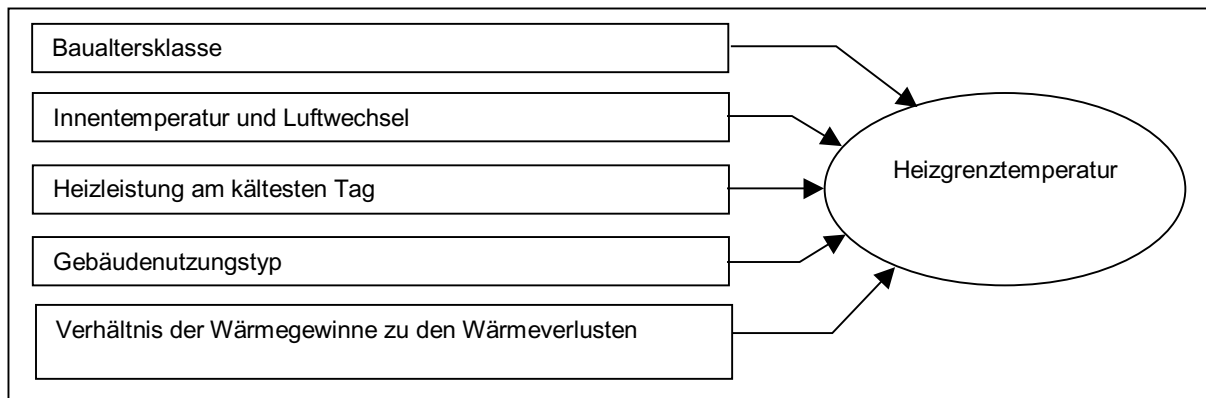 Baualtersklasse
Innentemperatur und Luftwechsel
Heizleistung am kältesten Tag
Gebäudenutzungstyp
Verhältnis der Wärmegewinne zu den Wärmeverlusten
Heizgrenztemperatur